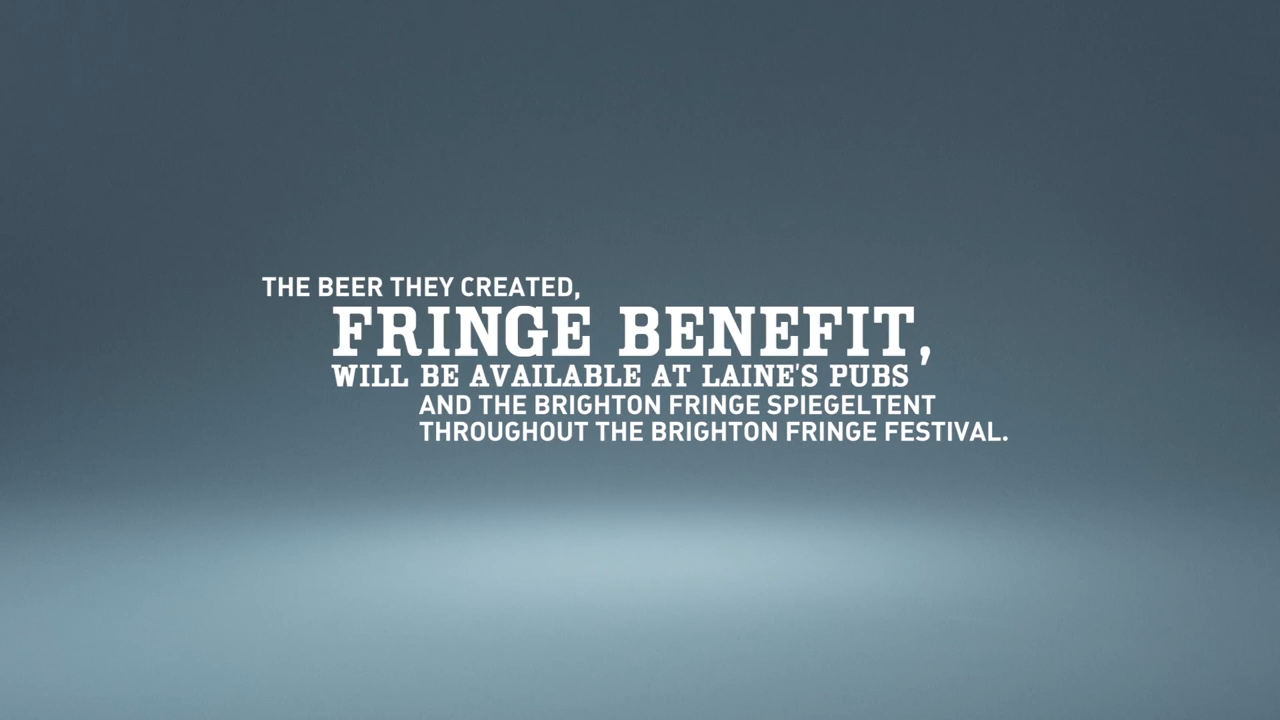 THE BEER THEY CREATED,
FRINGE BENEFIT,
WILL BE AVAILABLE AT LAINE'S PUBS
AND THE BRIGHTON FRINGE SPIEGELTENT
THROUGHOUT THE BRIGHTON FRINGE FESTIVAL.